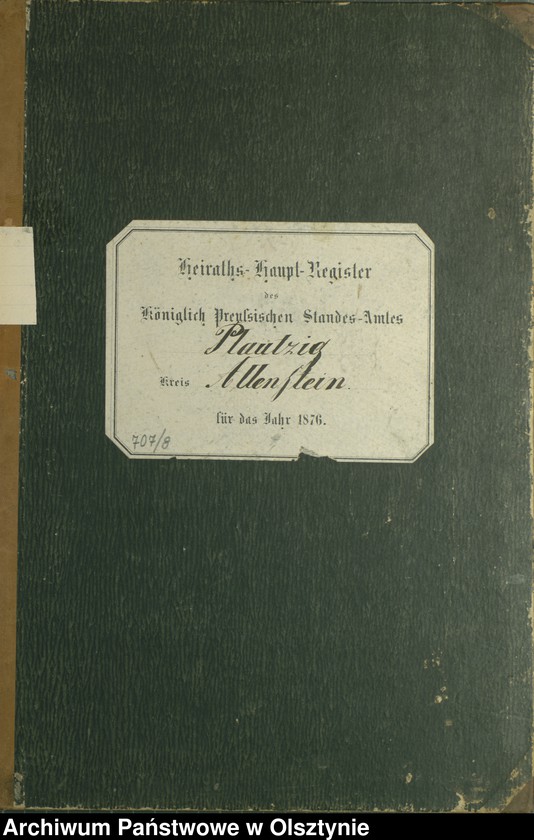 Heiraths-Haupt-Register
des
Königlich Preußsischen Standes-Amtes
Plautzig
Kreis Allenstein.
für das Jahr 1876.
707/8
Archiwum Państwowe w Olsztynie